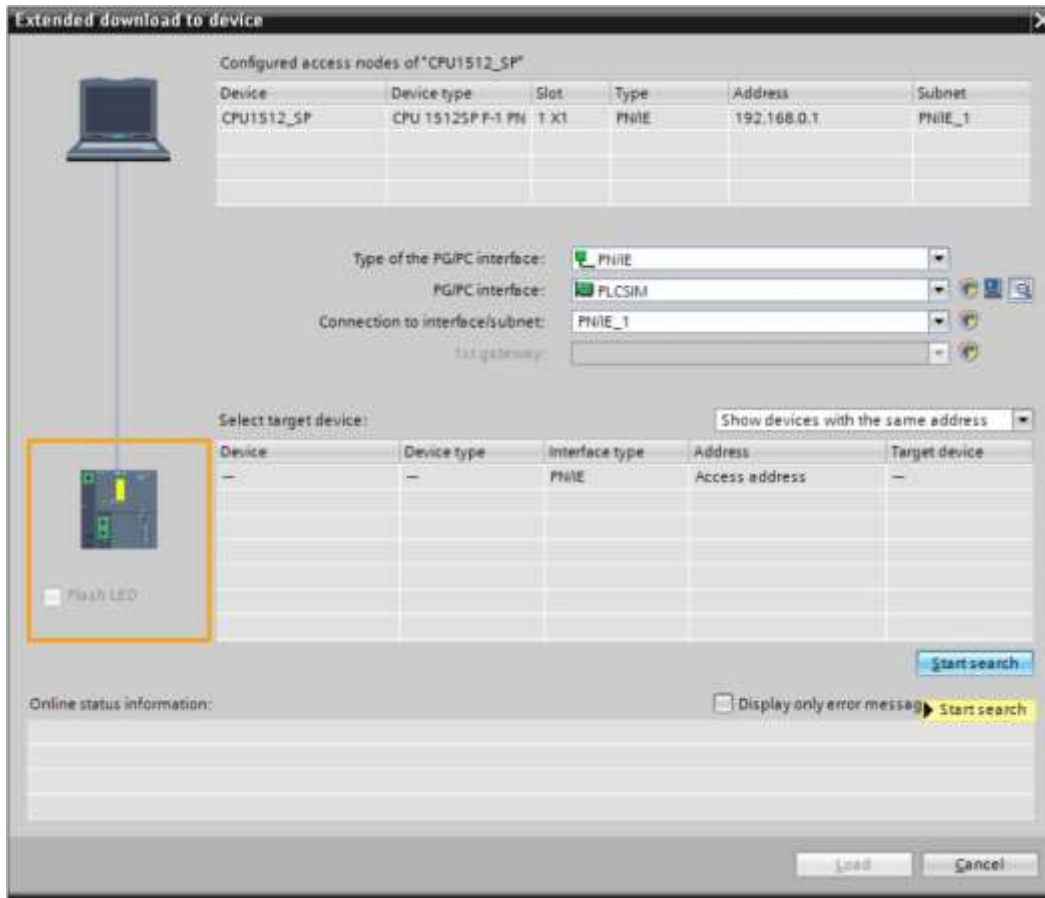 Extended download to device
Configured access nodes of "CPU1512_SP"
Device Device type Slot Type Address Subnet
CPU1512_SP CPU 1512SP F-1 PN 1 X1 PN/IE 192.168.0.1 PN/IE_1
Type of the PG/PC interface: PN/IE
PG/PC interface: PLCSIM
Connection to interface/subnet: PN/IE_1
1st gateway:
Select target device: Show devices with the same address
Device Device type Interface type Address Target device
— — PN/IE Access address —
Flash LED
Start search
Online status information: Display only error messag
Start search
Load Cancel